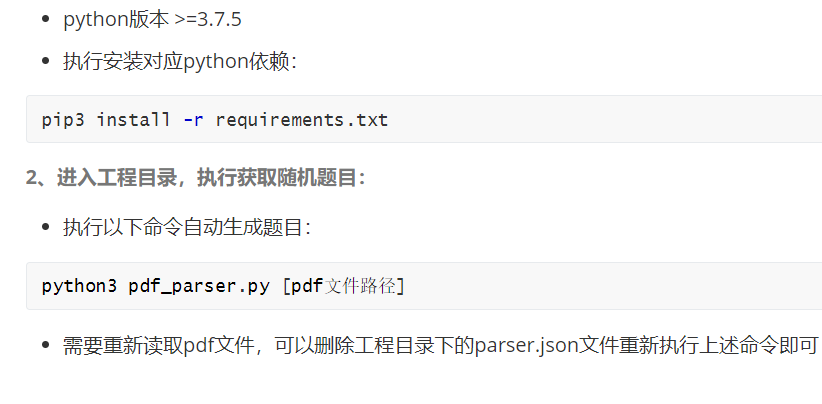 python版本 >=3.7.5
执行安装对应python依赖：
pip3 install -r requirements.txt
2、进入工程目录，执行获取随机题目：
执行以下命令自动生成题目：
python3 pdf_parser.py [pdf文件路径]
需要重新读取pdf文件，可以删除工程目录下的parser.json文件重新执行上述命令即可